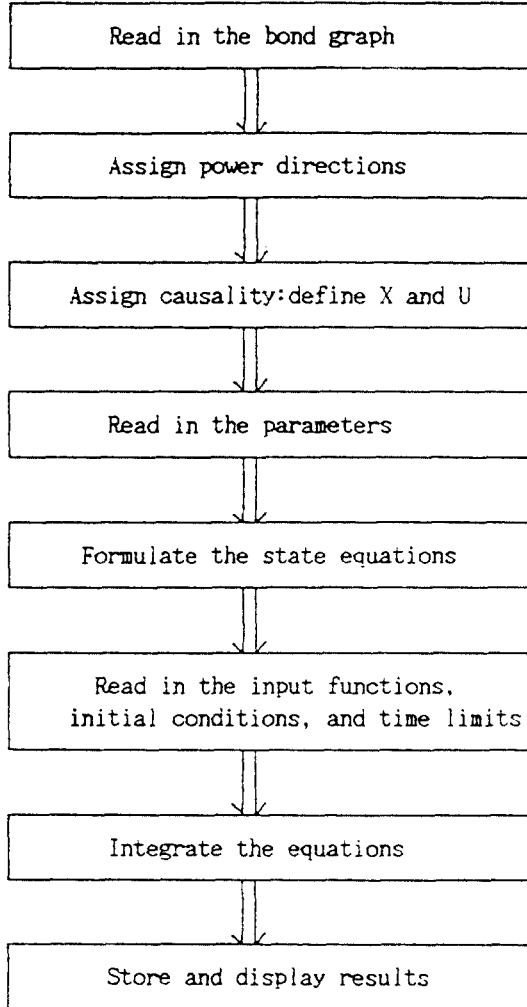 Read in the bond graph
Assign power directions
Assign causality:define X and U
Read in the parameters
Formulate the state equations
Read in the input functions,
initial conditions, and time limits
Integrate the equations
Store and display results